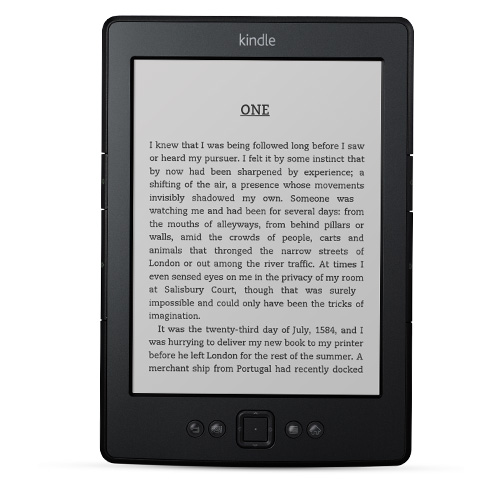 kindle
ONE
I knew that I was being followed long before I saw
or heard my pursuer. I felt it by some instinct that
by now had been sharpened by experience; a
shifting of the air, a presence whose movements
invisibly shadowed my own. Someone was
watching me and had been for several days: from
the mouths of alleyways, from behind pillars or
walls, amid the crowds of people, carts and
animals that thronged the narrow streets of
London or out among the river traffic. At times I
even sensed eyes on me in the privacy of my room
at Salisbury Court, though that was surely
impossible and could only have been the tricks of
imagination.
It was the twenty-third day of July, 1584, and I
was hurrying to deliver my new book to my printer
before he left London for the rest of the summer. A
merchant ship from Portugal had recently docked